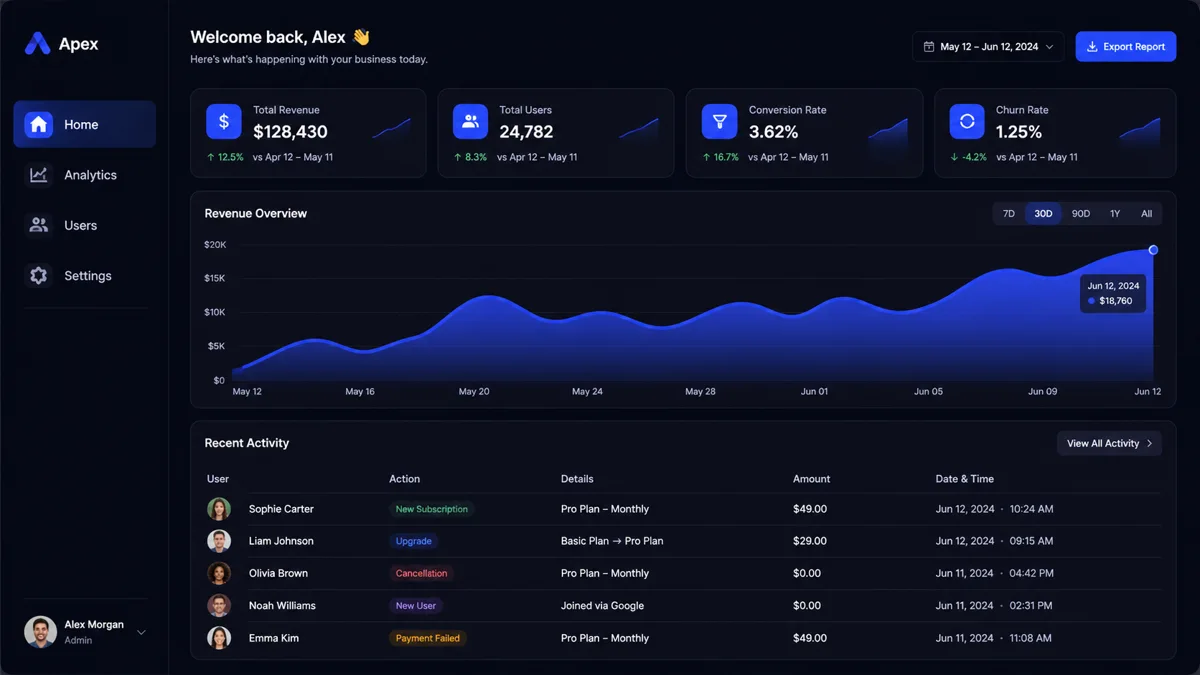 Apex
Home
Analytics
Users
Settings
Alex Morgan
Admin
Welcome back, Alex 👋
Here's what's happening with your business today.
May 12 – Jun 12, 2024
Export Report
Total Revenue
$128,430
↑ 12.5% vs Apr 12 – May 11
Total Users
24,782
↑ 8.3% vs Apr 12 – May 11
Conversion Rate
3.62%
↑ 16.7% vs Apr 12 – May 11
Churn Rate
1.25%
↓ -4.2% vs Apr 12 – May 11
Revenue Overview
7D 30D 90D 1Y All
$20K
$15K
$10K
$5K
$0
Jun 12, 2024
$18,760
May 12 May 16 May 20 May 24 May 28 Jun 01 Jun 05 Jun 09 Jun 12
Recent Activity
View All Activity
User Action Details Amount Date & Time
Sophie Carter New Subscription Pro Plan – Monthly $49.00 Jun 12, 2024 · 10:24 AM
Liam Johnson Upgrade Basic Plan → Pro Plan $29.00 Jun 12, 2024 · 09:15 AM
Olivia Brown Cancellation Pro Plan – Monthly $0.00 Jun 11, 2024 · 04:42 PM
Noah Williams New User Joined via Google $0.00 Jun 11, 2024 · 02:31 PM
Emma Kim Payment Failed Pro Plan – Monthly $49.00 Jun 11, 2024 · 11:08 AM